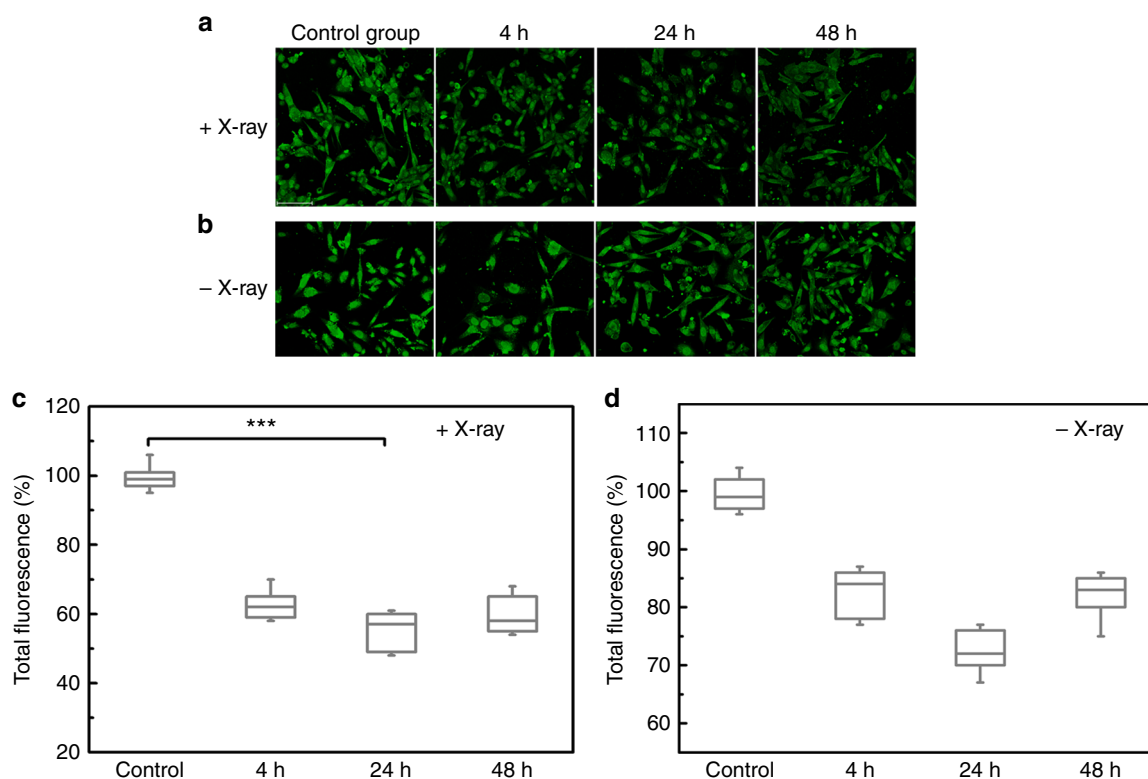 a
Control group 4 h 24 h 48 h
+ X-ray
b
– X-ray
c
120
100
80
60
40
20
Total fluorescence (%)
***
+ X-ray
Control 4 h 24 h 48 h
d
110
100
90
80
70
60
Total fluorescence (%)
– X-ray
Control 4 h 24 h 48 h